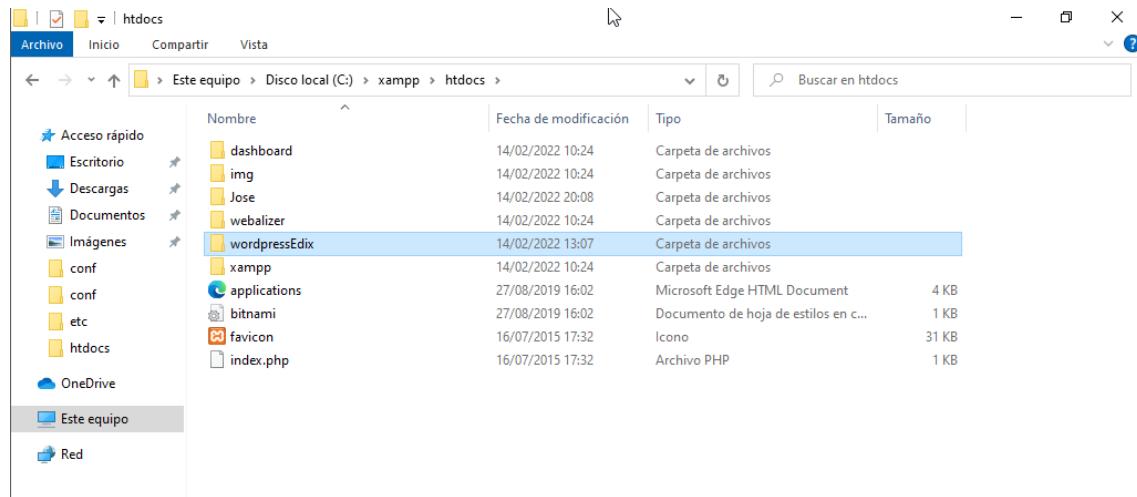 htdocs
Archivo Inicio Compartir Vista
Este equipo > Disco local (C:) > xampp > htdocs > Buscar en htdocs
Nombre Fecha de modificación Tipo Tamaño
Acceso rápido
Escritorio
Descargas
Documentos
Imágenes
conf
conf
etc
htdocs
OneDrive
Este equipo
Red
dashboard 14/02/2022 10:24 Carpeta de archivos
img 14/02/2022 10:24 Carpeta de archivos
Jose 14/02/2022 20:08 Carpeta de archivos
webalizer 14/02/2022 10:24 Carpeta de archivos
wordpressEdix 14/02/2022 13:07 Carpeta de archivos
xampp 14/02/2022 10:24 Carpeta de archivos
applications 27/08/2019 16:02 Microsoft Edge HTML Document 4 KB
bitnami 27/08/2019 16:02 Documento de hoja de estilos en c... 1 KB
favicon 16/07/2015 17:32 Icono 31 KB
index.php 16/07/2015 17:32 Archivo PHP 1 KB